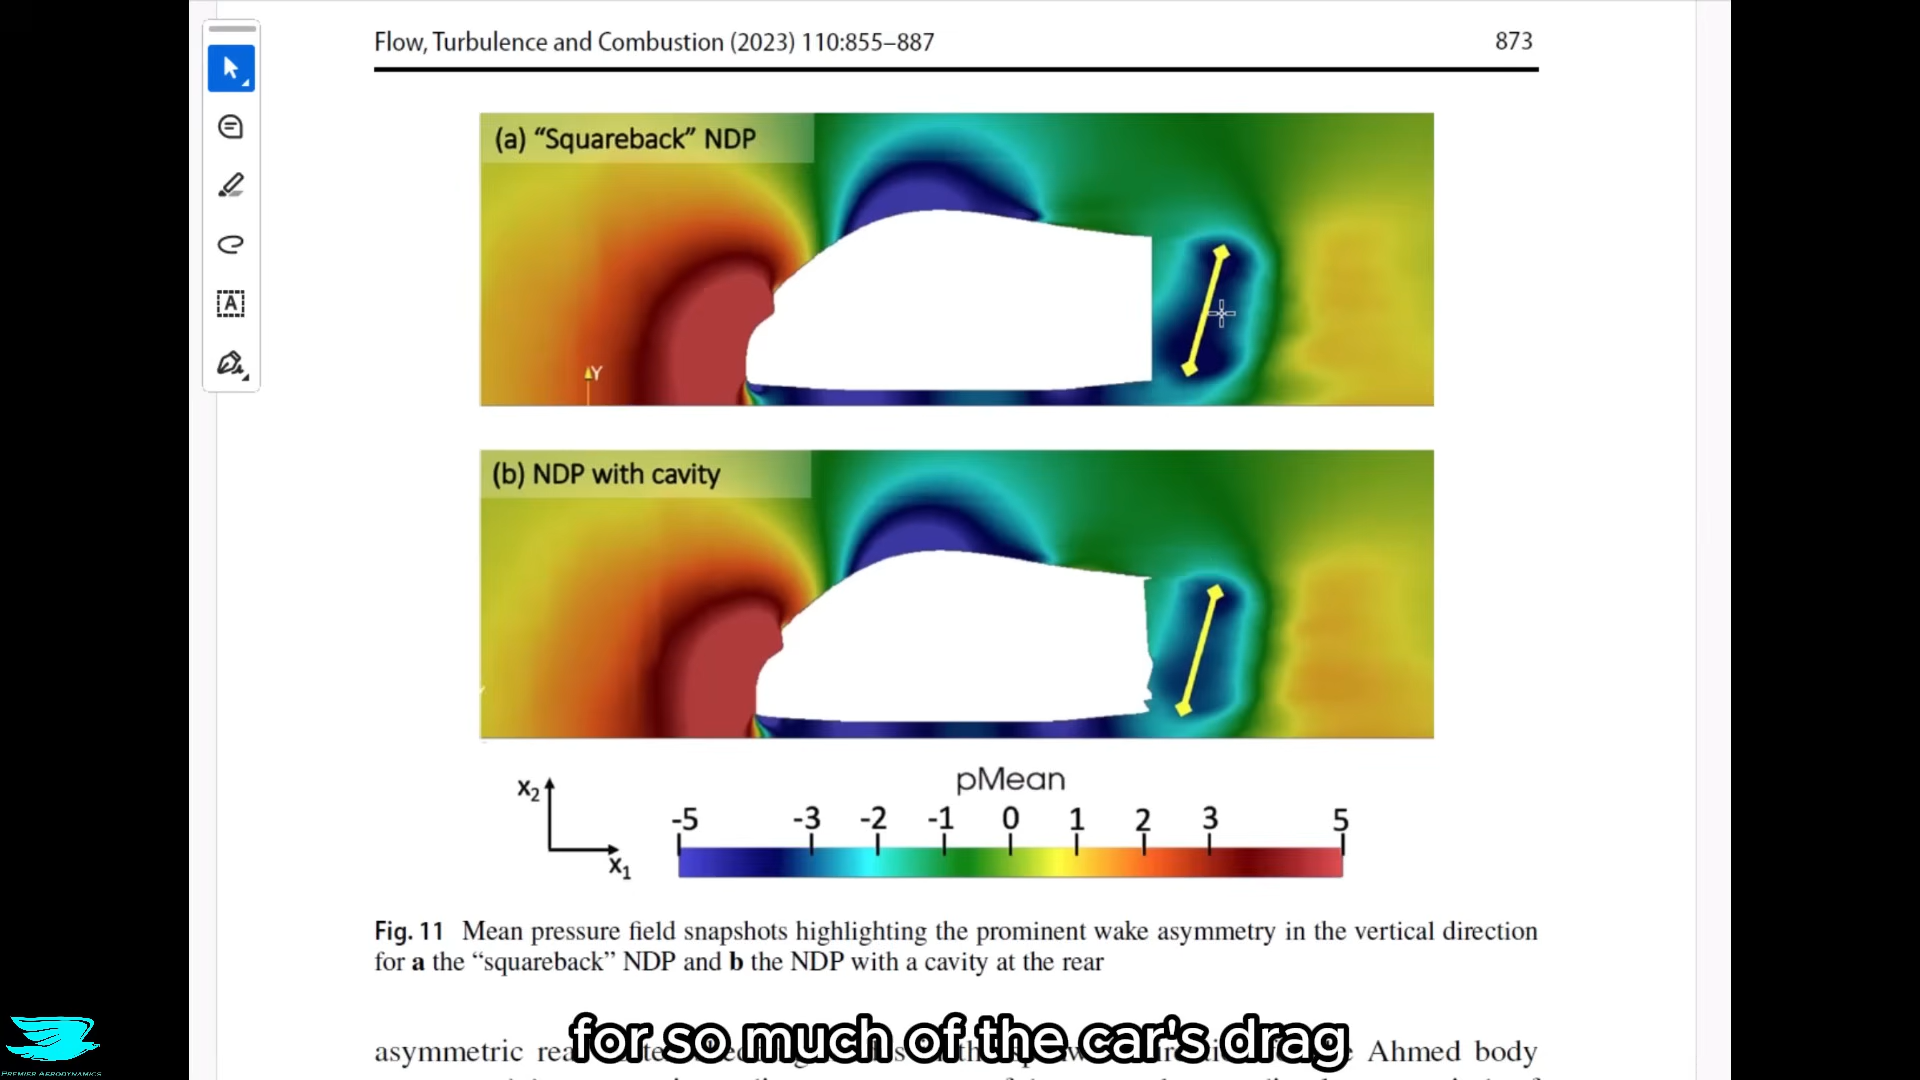 Flow, Turbulence and Combustion (2023) 110:855–887
873
(a) “Squareback” NDP
Y
(b) NDP with cavity
x2
x1
pMean
-5 -3 -2 -1 0 1 2 3 5
Fig. 11 Mean pressure field snapshots highlighting the prominent wake asymmetry in the vertical direction
for a the “squareback” NDP and b the NDP with a cavity at the rear
for so much of the car's drag
asymmetric Ahmed body
PREMIER AERODYNAMICS